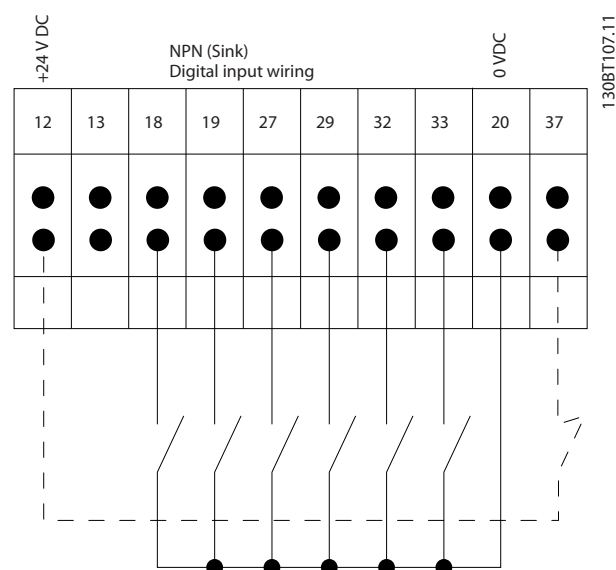 +24 V DC
NPN (Sink)
Digital input wiring
0 VDC
130BT107.11
12 13 18 19 27 29 32 33 20 37